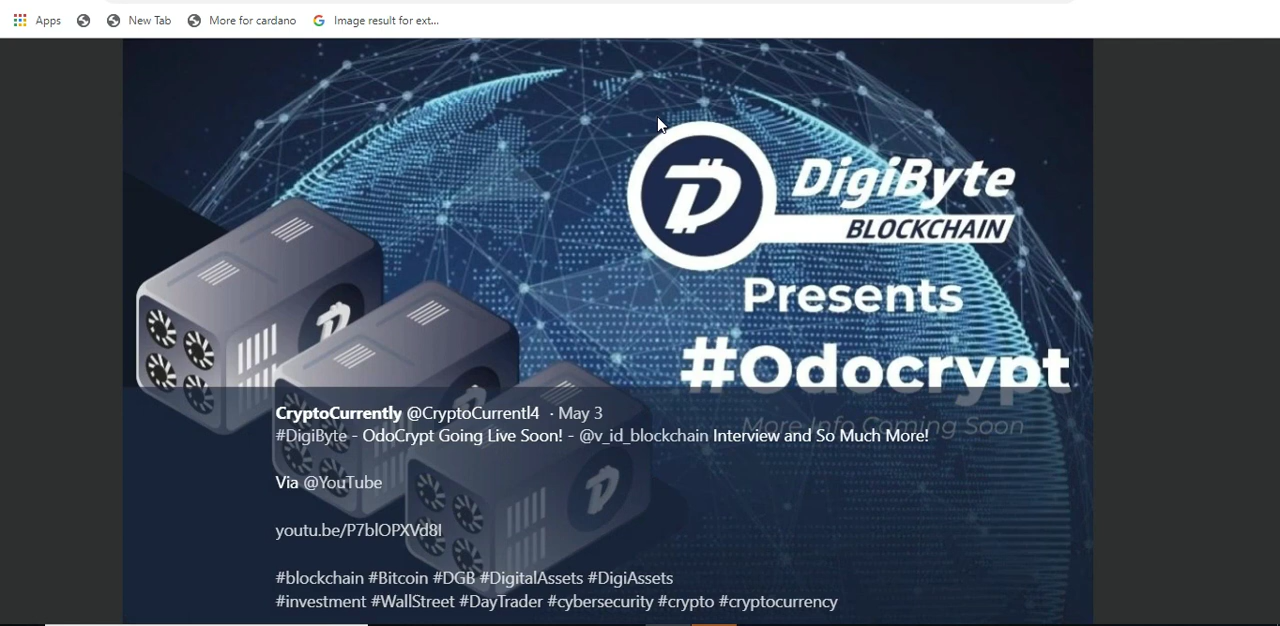 Apps
New Tab
More for cardano
Image result for ext...
DigiByte
BLOCKCHAIN
Presents
#Odocrypt
More Info Coming Soon
CryptoCurrently @CryptoCurrentl4 · May 3
#DigiByte - OdoCrypt Going Live Soon! - @v_id_blockchain Interview and So Much More!
Via @YouTube
youtu.be/P7blOPXVd8I
#blockchain #Bitcoin #DGB #DigitalAssets #DigiAssets
#investment #WallStreet #DayTrader #cybersecurity #crypto #cryptocurrency